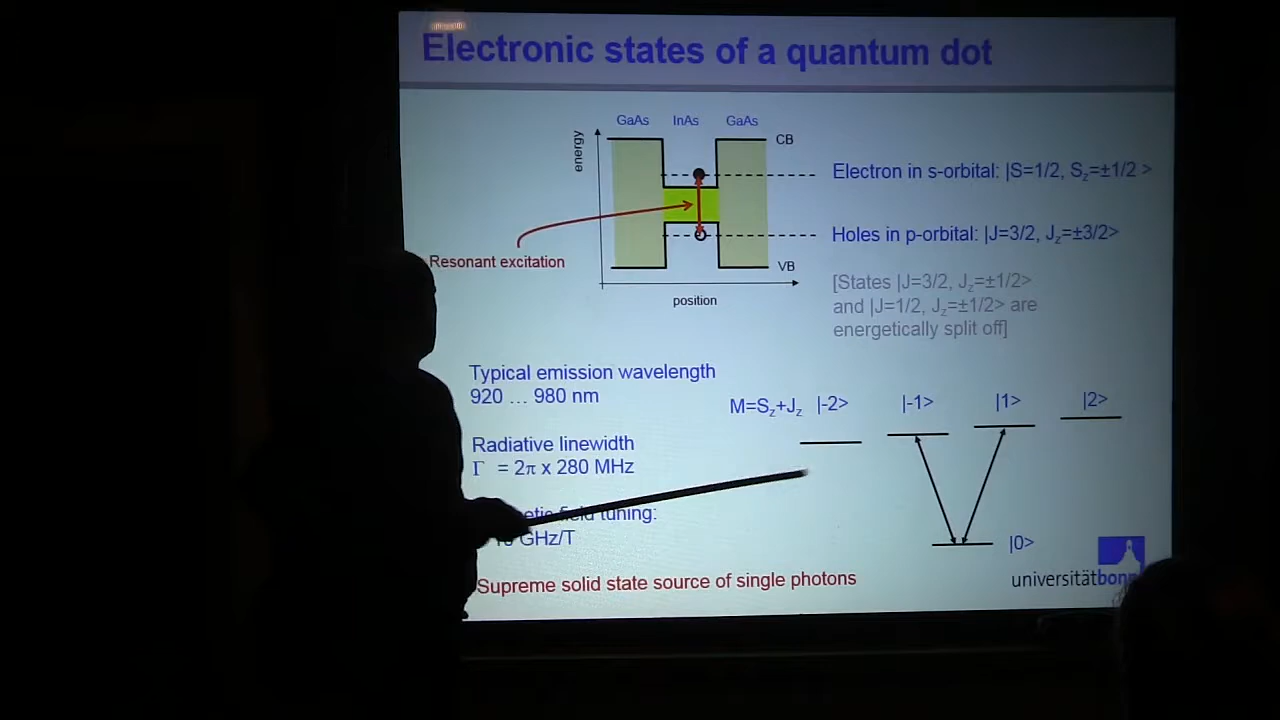 Electronic states of a quantum dot
GaAs InAs GaAs
energy
CB
Electron in s-orbital: |S=1/2, Sz=±1/2 >
Holes in p-orbital: |J=3/2, Jz=±3/2>
Resonant excitation
VB
position
[States |J=3/2, Jz=±1/2>
and |J=1/2, Jz=±1/2> are
energetically split off]
Typical emission wavelength
920 … 980 nm
M=Sz+Jz |-2> |-1> |1> |2>
Radiative linewidth
Γ = 2π x 280 MHz
field tuning:
GHz/T
|0>
universitätbonn
Supreme solid state source of single photons